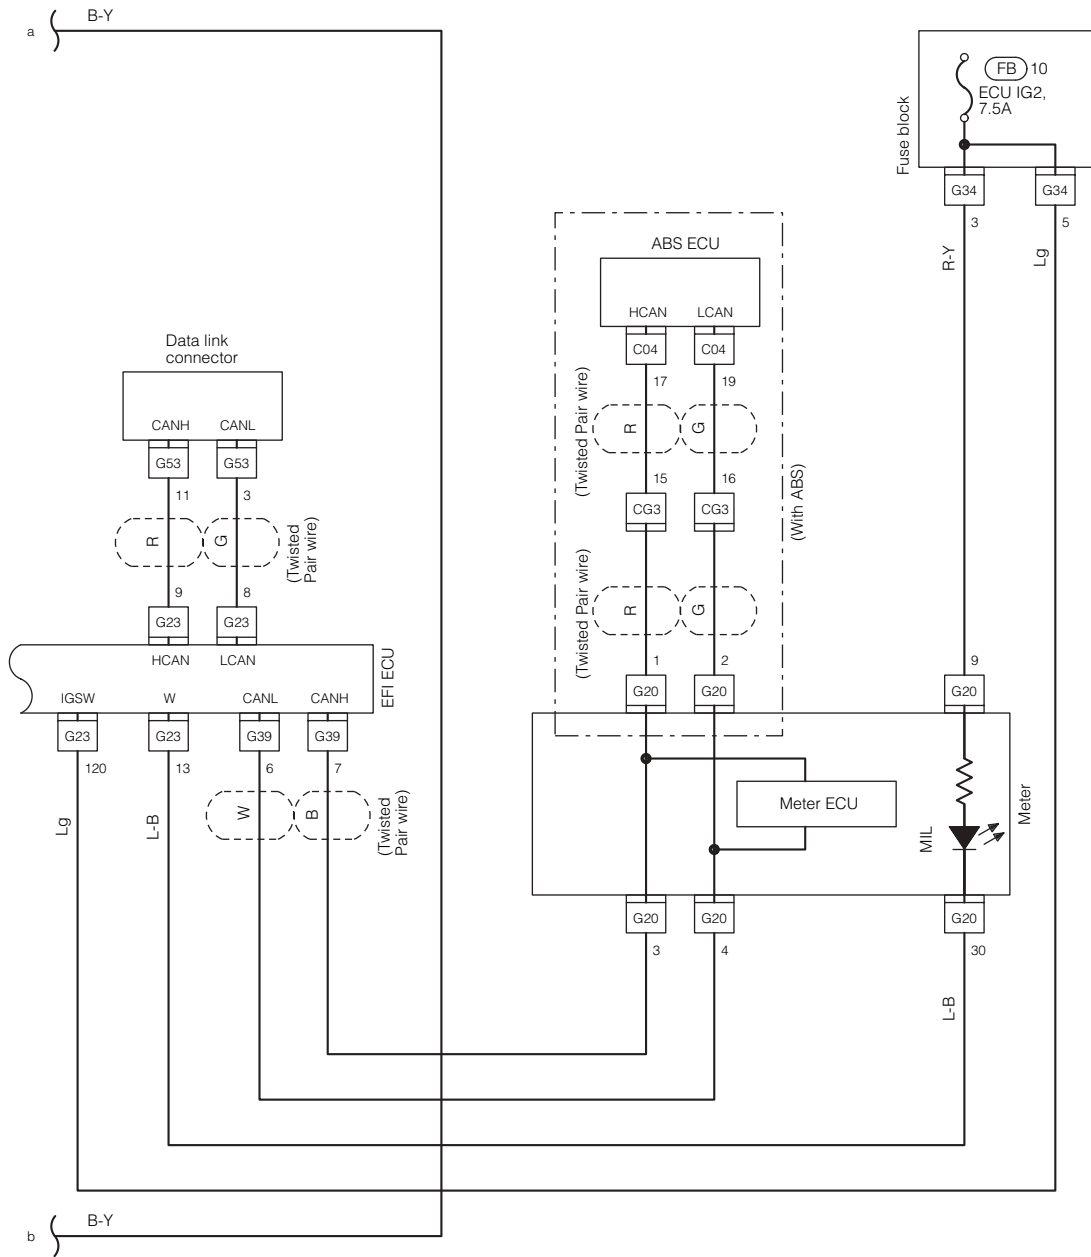 a
B-Y
FB 10
ECU IG2,
7.5A
Fuse block
G34
G34
3
5
R-Y
Lg
ABS ECU
HCAN
LCAN
C04
C04
17
19
(Twisted Pair wire)
R
G
15
16
CG3
CG3
(With ABS)
(Twisted Pair wire)
R
G
1
2
9
G20
G20
G20
Data link
connector
CANH
CANL
G53
G53
11
3
R
G
(Twisted
Pair wire)
9
8
G23
G23
HCAN
LCAN
EFI ECU
IGSW
W
CANL
CANH
G23
G23
G39
G39
120
13
6
7
Lg
L-B
W
B
(Twisted
Pair wire)
Meter ECU
MIL
Meter
G20
G20
G20
3
4
30
L-B
b
B-Y